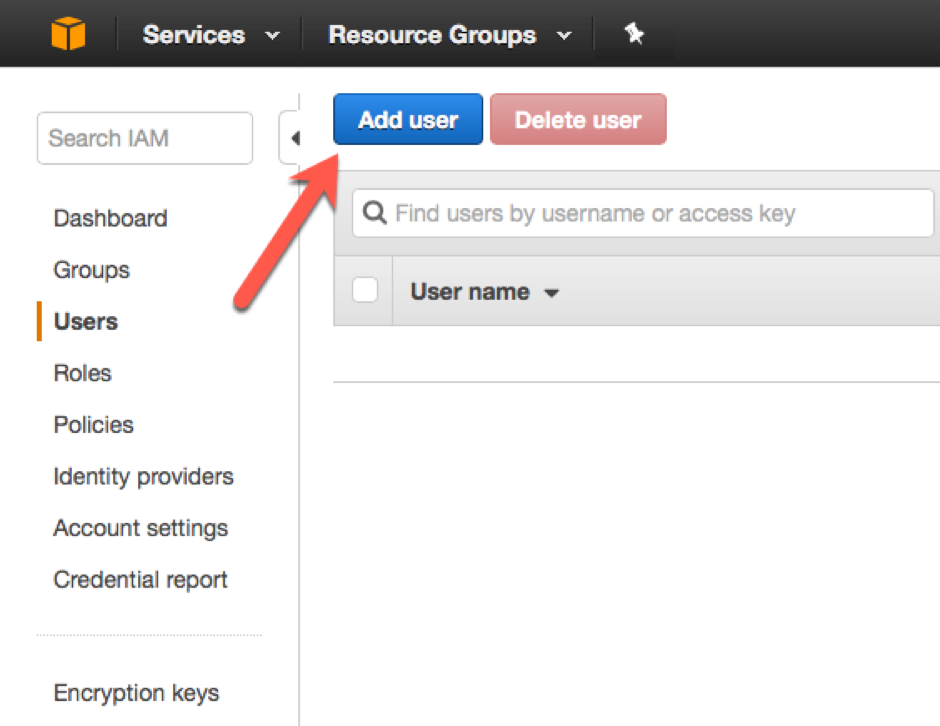 Services
Resource Groups
Search IAM
Add user
Delete user
Find users by username or access key
User name
Dashboard
Groups
Users
Roles
Policies
Identity providers
Account settings
Credential report
Encryption keys